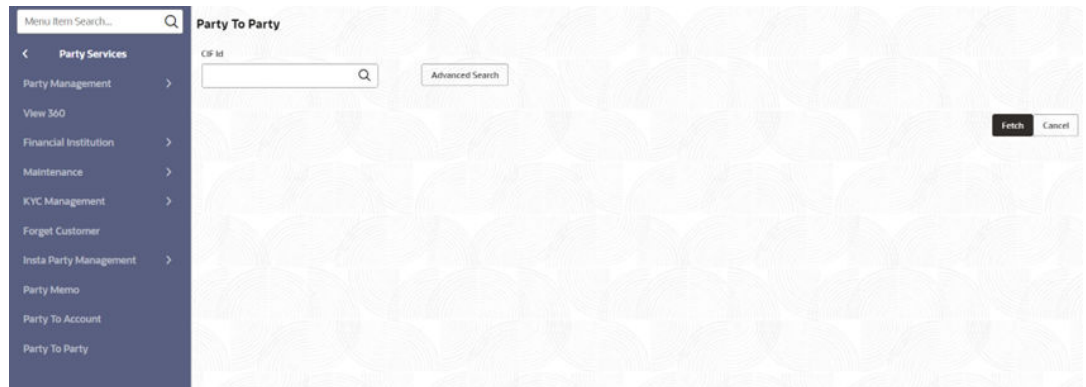 Menu Item Search...
Party Services
Party Management
View 360
Financial Institution
Maintenance
KYC Management
Forget Customer
Insta Party Management
Party Memo
Party To Account
Party To Party
Party To Party
CIF Id
Advanced Search
Fetch Cancel